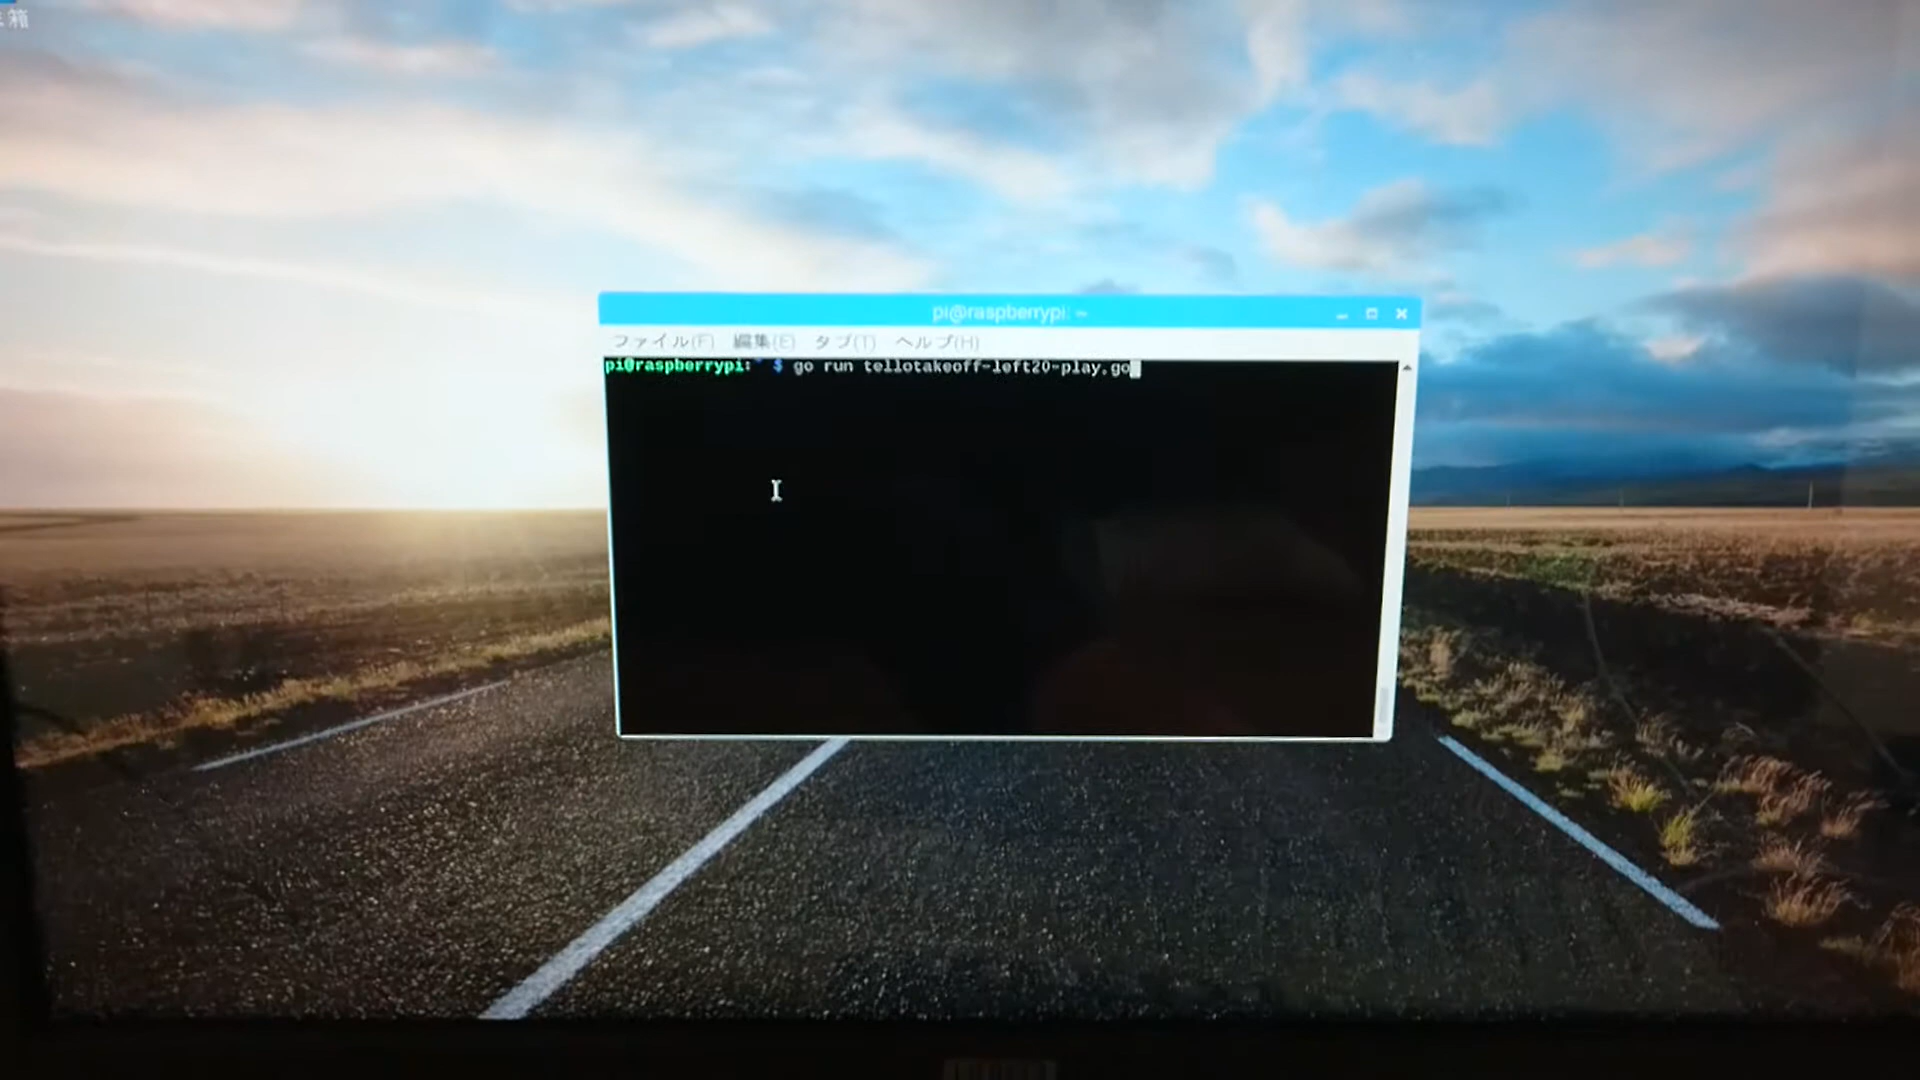 箱
pi@raspberrypi: ~
ファイル(F) 編集(E) タブ(T) ヘルプ(H)
pi@raspberrypi:~ $ go run tellotakeoff-left20-play.go